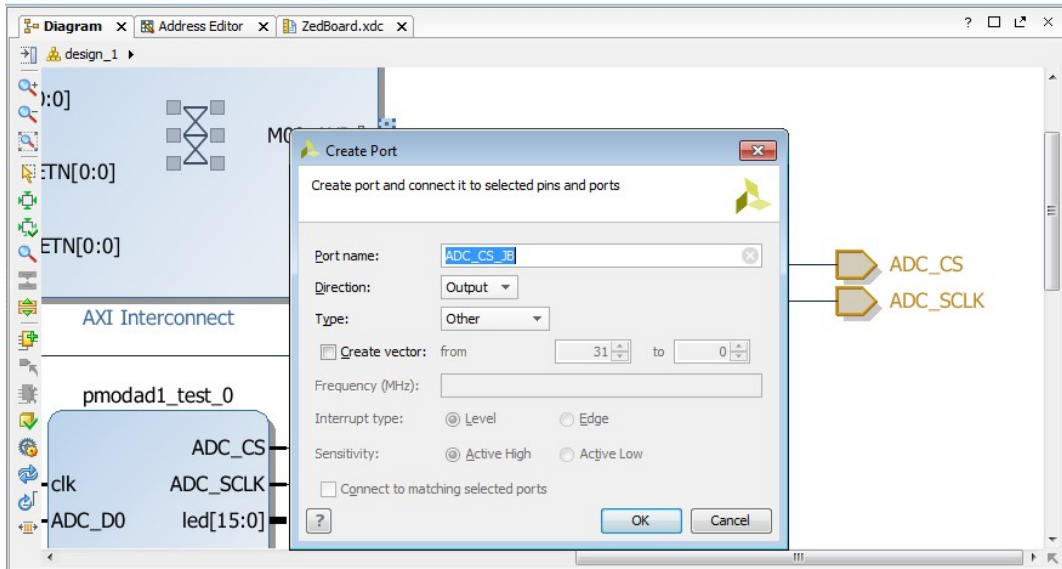 Diagram
Address Editor
ZedBoard.xdc
design_1
):0]
ETN[0:0]
ETN[0:0]
AXI Interconnect
Create Port
Create port and connect it to selected pins and ports
Port name: ADC_CS_JB
Direction: Output
Type: Other
Create vector: from 31 to 0
Frequency (MHz):
Interrupt type: Level Edge
Sensitivity: Active High Active Low
Connect to matching selected ports
? OK Cancel
ADC_CS
ADC_SCLK
pmodad1_test_0
ADC_CS
clk ADC_SCLK
ADC_D0 led[15:0]